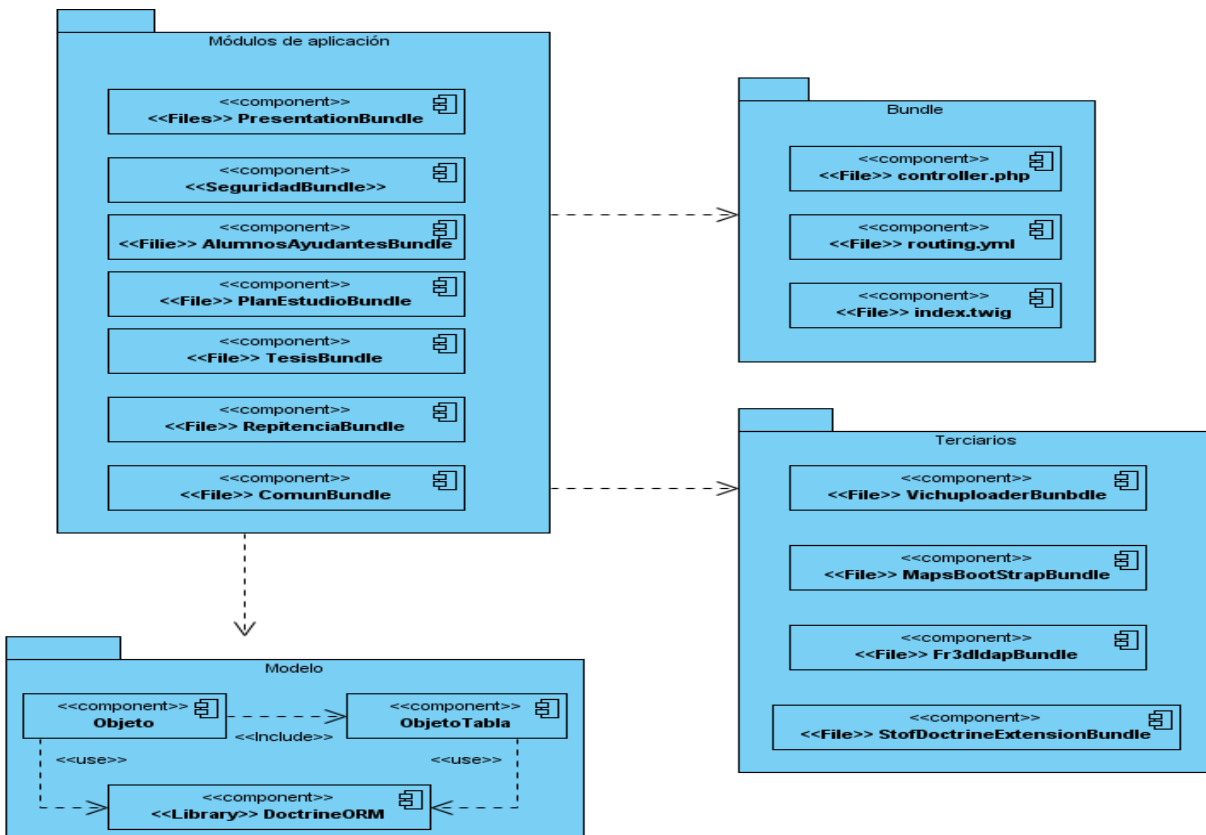 Módulos de aplicación
<<component>>
<<Files>> PresentationBundle
<<component>>
<<SeguridadBundle>>
<<component>>
<<Filie>> AlumnosAyudantesBundle
<<component>>
<<File>> PlanEstudioBundle
<<component>>
<<File>> TesisBundle
<<component>>
<<File>> RepitenciaBundle
<<component>>
<<File>> ComunBundle
Bundle
<<component>>
<<File>> controller.php
<<component>>
<<File>> routing.yml
<<component>>
<<File>> index.twig
Terciarios
<<component>>
<<File>> VichuploaderBunbdle
<<component>>
<<File>> MapsBootStrapBundle
<<component>>
<<File>> Fr3dldapBundle
<<component>>
<<File>> StofDoctrineExtensionBundle
Modelo
<<component>>
Objeto
<<Include>>
<<component>>
ObjetoTabla
<<use>>
<<use>>
<<component>>
<<Library>> DoctrineORM